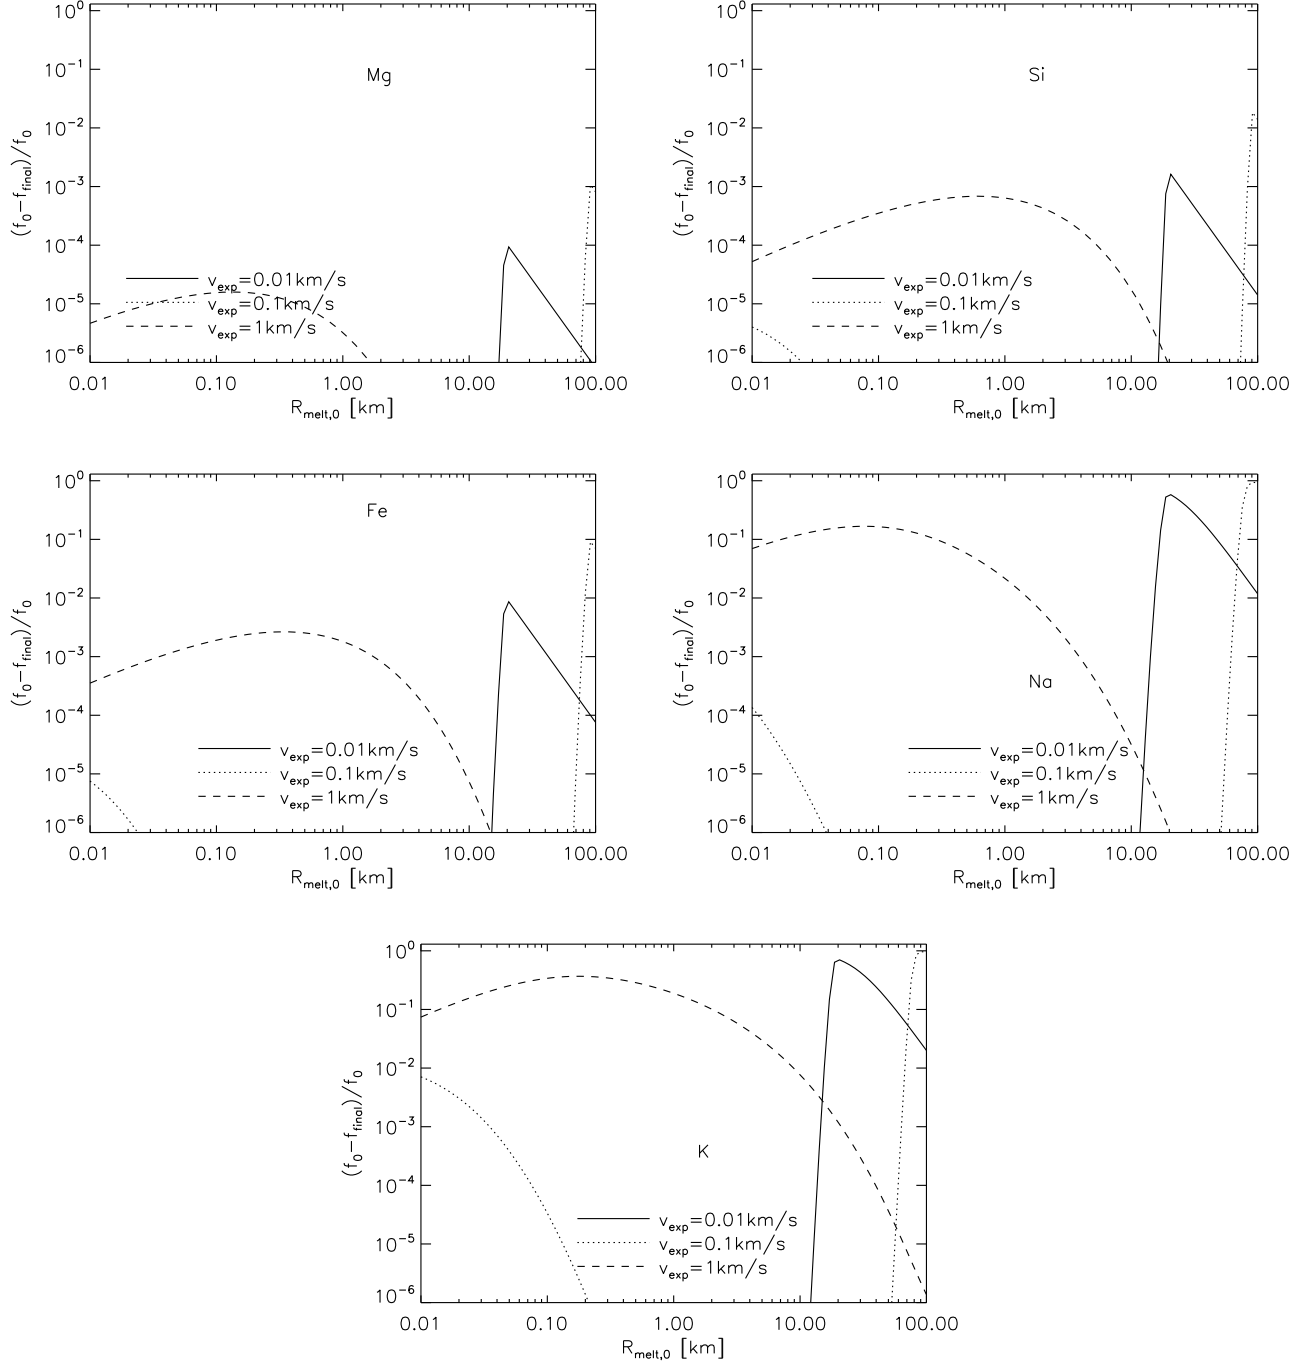 10^0
10^-1
10^-2
10^-3
10^-4
10^-5
10^-6
(f_0-f_final)/f_0
Mg
v_exp=0.01km/s
v_exp=0.1km/s
v_exp=1km/s
0.01 0.10 1.00 10.00 100.00
R_melt,0 [km]
10^0
10^-1
10^-2
10^-3
10^-4
10^-5
10^-6
(f_0-f_final)/f_0
Si
v_exp=0.01km/s
v_exp=0.1km/s
v_exp=1km/s
0.01 0.10 1.00 10.00 100.00
R_melt,0 [km]
10^0
10^-1
10^-2
10^-3
10^-4
10^-5
10^-6
(f_0-f_final)/f_0
Fe
v_exp=0.01km/s
v_exp=0.1km/s
v_exp=1km/s
0.01 0.10 1.00 10.00 100.00
R_melt,0 [km]
10^0
10^-1
10^-2
10^-3
10^-4
10^-5
10^-6
(f_0-f_final)/f_0
Na
v_exp=0.01km/s
v_exp=0.1km/s
v_exp=1km/s
0.01 0.10 1.00 10.00 100.00
R_melt,0 [km]
10^0
10^-1
10^-2
10^-3
10^-4
10^-5
10^-6
(f_0-f_final)/f_0
K
v_exp=0.01km/s
v_exp=0.1km/s
v_exp=1km/s
0.01 0.10 1.00 10.00 100.00
R_melt,0 [km]